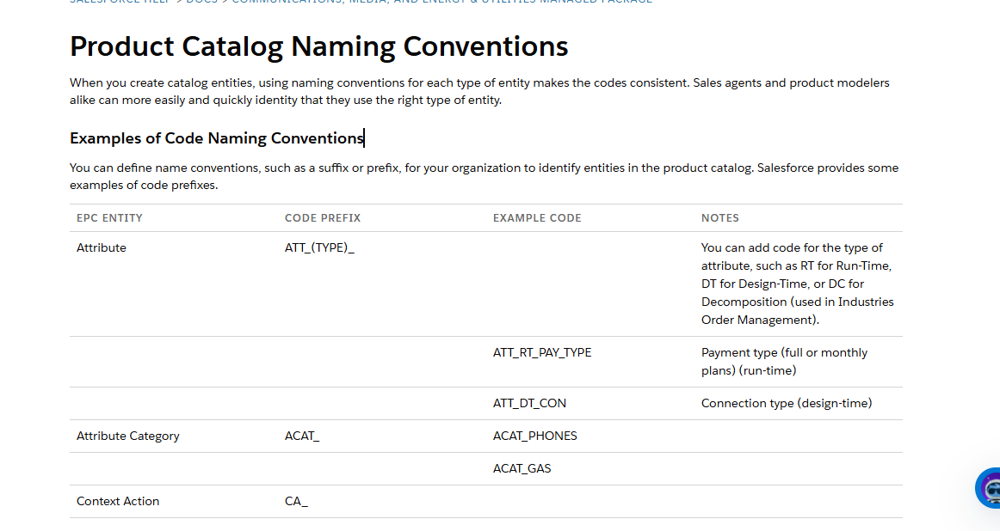 SALESFORCE HELP > DOCS > COMMUNICATIONS, MEDIA, AND ENERGY & UTILITIES MANAGED PACKAGE
Product Catalog Naming Conventions
When you create catalog entities, using naming conventions for each type of entity makes the codes consistent. Sales agents and product modelers
alike can more easily and quickly identity that they use the right type of entity.
Examples of Code Naming Conventions
You can define name conventions, such as a suffix or prefix, for your organization to identify entities in the product catalog. Salesforce provides some
examples of code prefixes.
EPC ENTITY CODE PREFIX EXAMPLE CODE NOTES
Attribute ATT_(TYPE)_ You can add code for the type of
attribute, such as RT for Run-Time,
DT for Design-Time, or DC for
Decomposition (used in Industries
Order Management).
ATT_RT_PAY_TYPE Payment type (full or monthly
plans) (run-time)
ATT_DT_CON Connection type (design-time)
Attribute Category ACAT_ ACAT_PHONES
ACAT_GAS
Context Action CA_